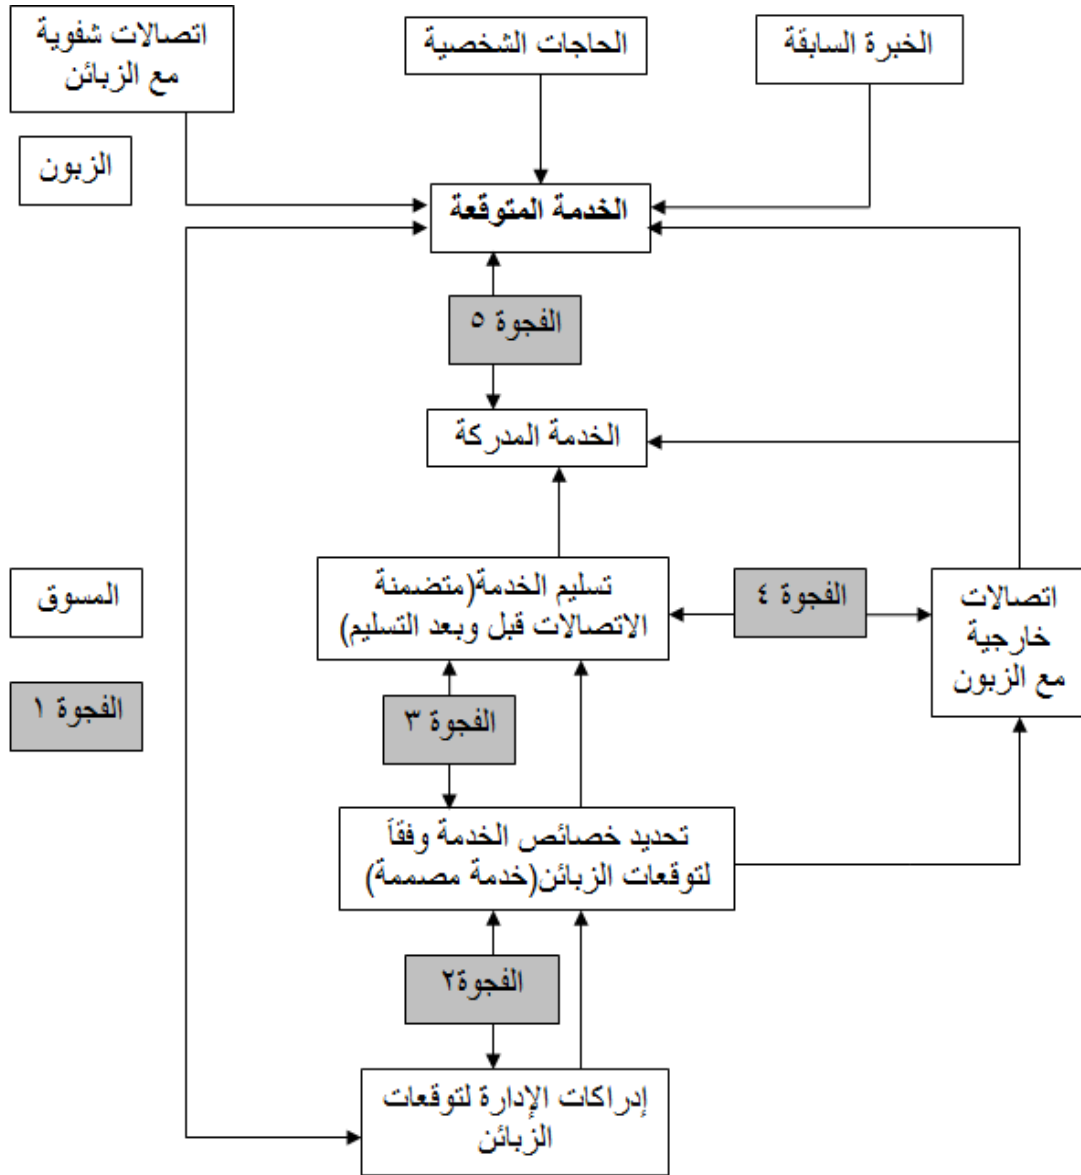 الخبرة السابقة
الحاجات الشخصية
اتصالات شفوية
مع الزبائن
الزبون
الخدمة المتوقعة
الفجوة ٥
الخدمة المدركة
تسليم الخدمة(متضمنة
الاتصالات قبل وبعد التسليم)
الفجوة ٤
اتصالات
خارجية
مع الزبون
المسوق
الفجوة ١
الفجوة ٣
تحديد خصائص الخدمة وفقاً
لتوقعات الزبائن(خدمة مصممة)
الفجوة٢
إدراكات الإدارة لتوقعات
الزبائن